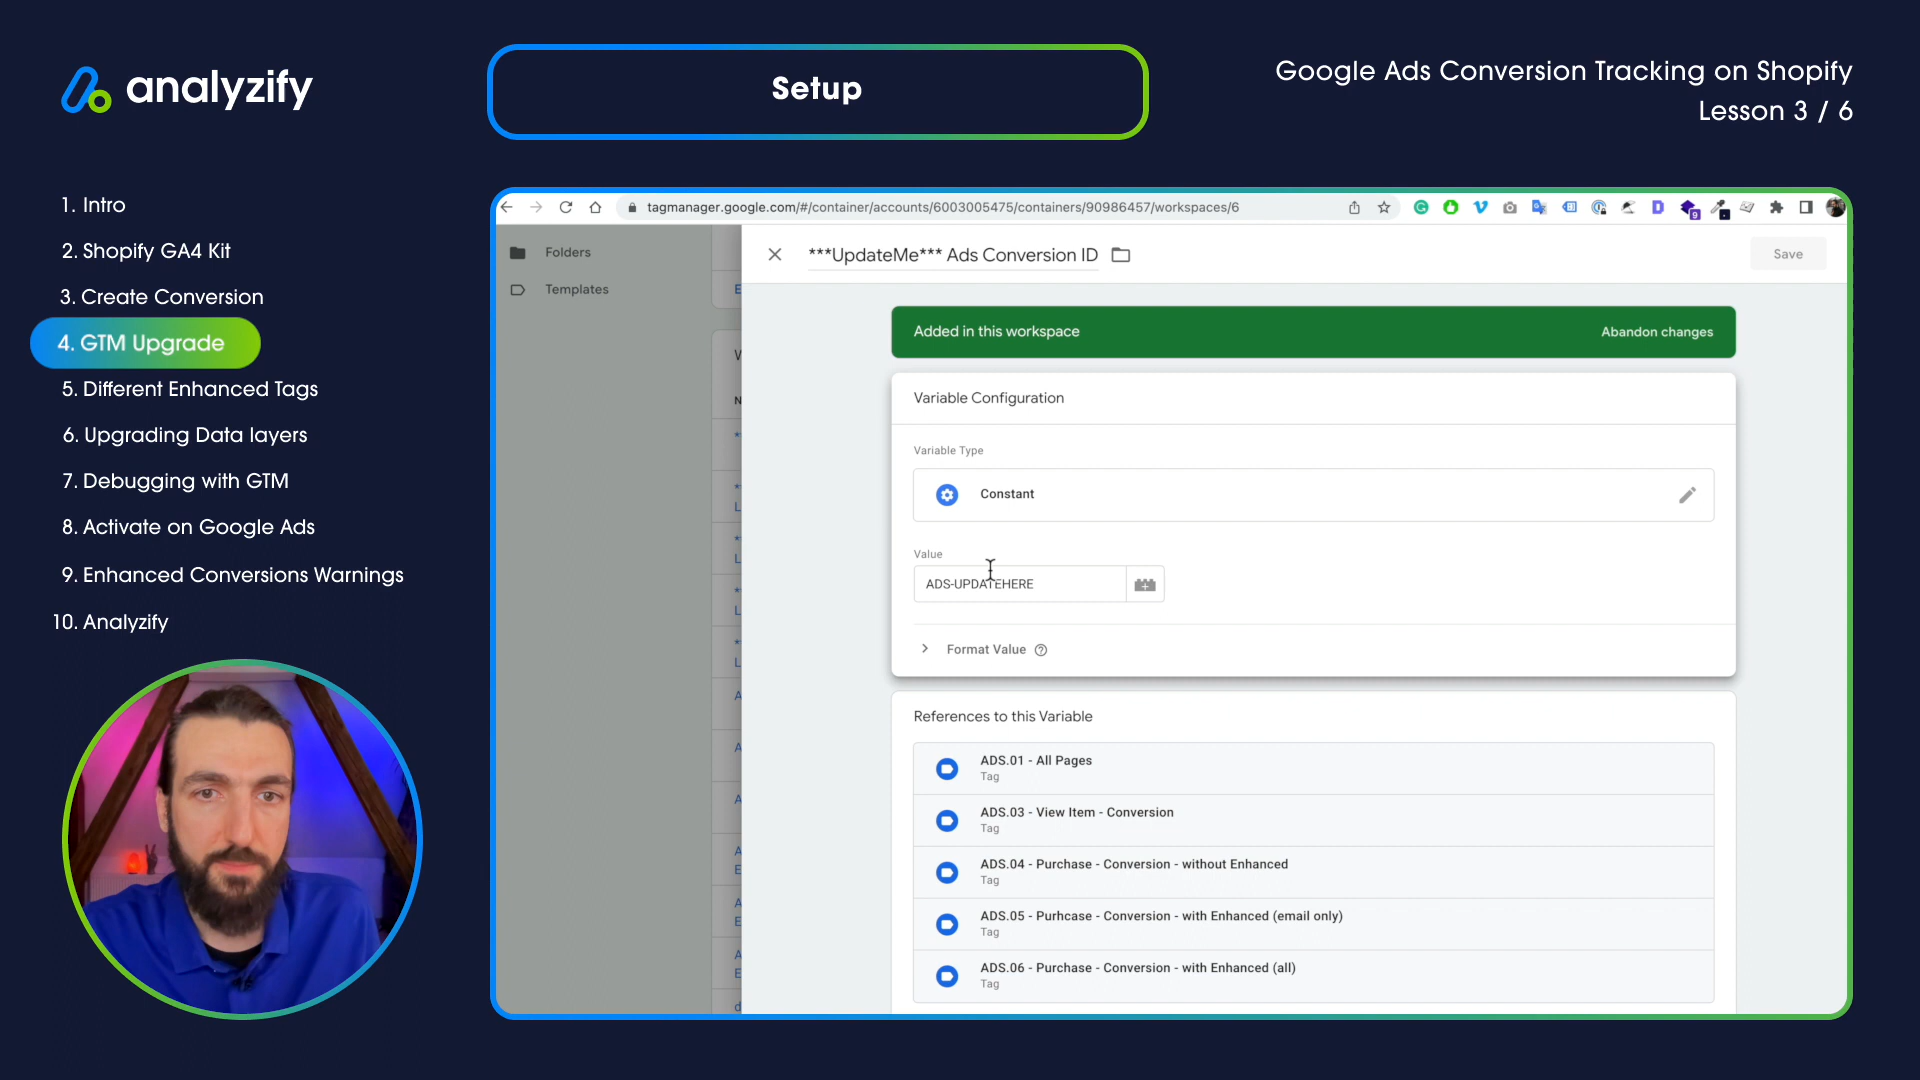 analyzify
Setup
Google Ads Conversion Tracking on Shopify
Lesson 3 / 6
1. Intro
2. Shopify GA4 Kit
3. Create Conversion
4. GTM Upgrade
5. Different Enhanced Tags
6. Upgrading Data layers
7. Debugging with GTM
8. Activate on Google Ads
9. Enhanced Conversions Warnings
10. Analyzify
tagmanager.google.com/#/container/accounts/6003005475/containers/90986457/workspaces/6
Folders
Templates
***UpdateMe*** Ads Conversion ID
Save
Added in this workspace
Abandon changes
Variable Configuration
Variable Type
Constant
Value
ADS-UPDATEHERE
Format Value
References to this Variable
ADS.01 - All Pages
Tag
ADS.03 - View Item - Conversion
Tag
ADS.04 - Purchase - Conversion - without Enhanced
Tag
ADS.05 - Purhcase - Conversion - with Enhanced (email only)
Tag
ADS.06 - Purchase - Conversion - with Enhanced (all)
Tag